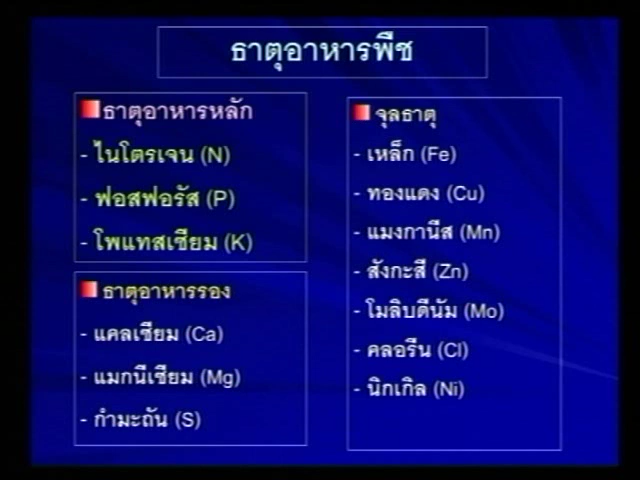 ธาตุอาหารพืช
ธาตุอาหารหลัก
- ไนโตรเจน (N)
- ฟอสฟอรัส (P)
- โพแทสเซียม (K)
ธาตุอาหารรอง
- แคลเซียม (Ca)
- แมกนีเซียม (Mg)
- กำมะถัน (S)
จุลธาตุ
- เหล็ก (Fe)
- ทองแดง (Cu)
- แมงกานีส (Mn)
- สังกะสี (Zn)
- โมลิบดีนัม (Mo)
- คลอรีน (Cl)
- นิกเกิล (Ni)